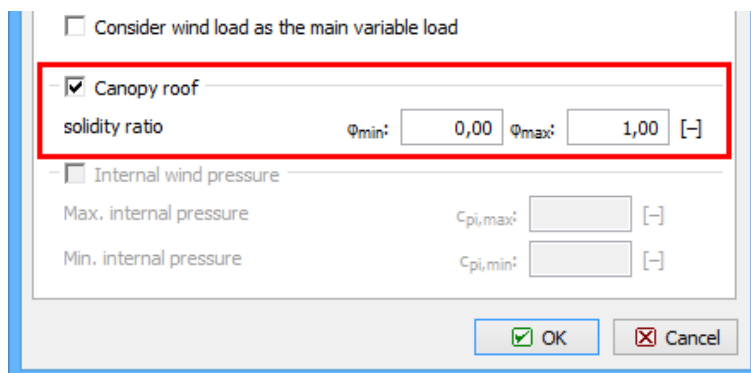 Consider wind load as the main variable load
Canopy roof
solidity ratio φmin: 0,00 φmax: 1,00 [–]
Internal wind pressure
Max. internal pressure cpi,max: [–]
Min. internal pressure cpi,min: [–]
OK Cancel